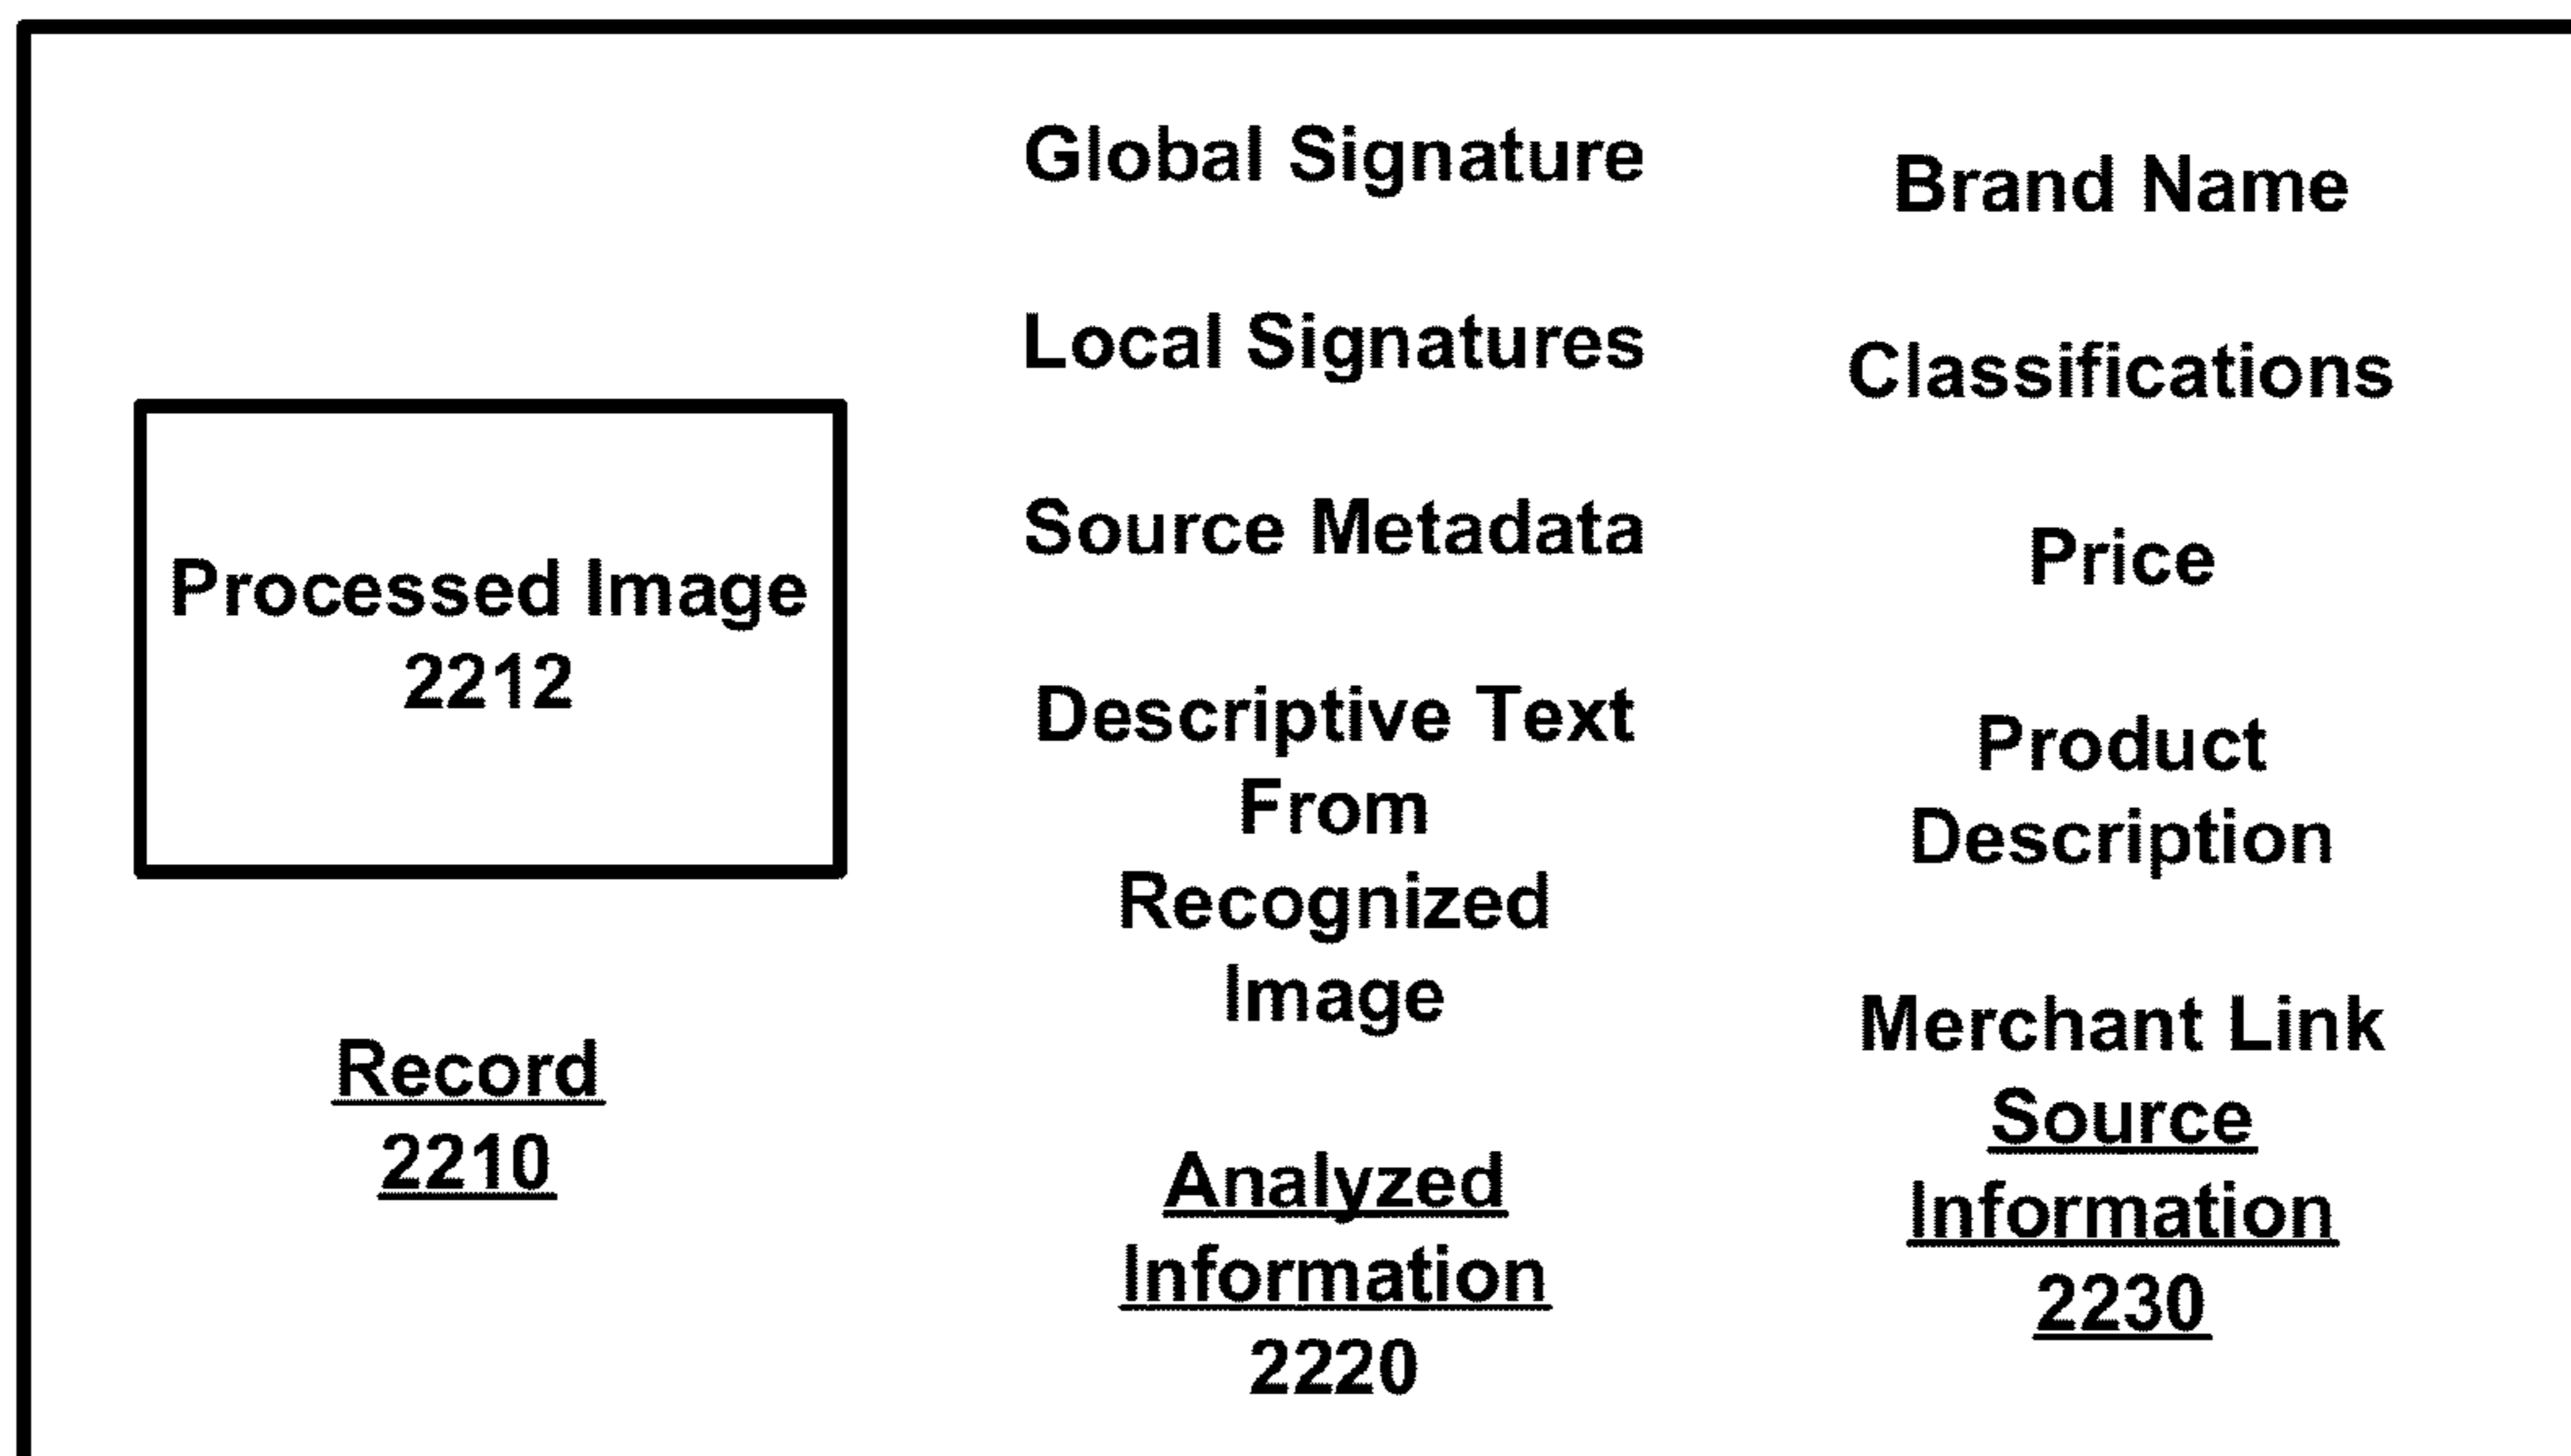 Processed Image
2212
Record
2210
Global Signature
Local Signatures
Source Metadata
Descriptive Text
From
Recognized
Image
Analyzed
Information
2220
Brand Name
Classifications
Price
Product
Description
Merchant Link
Source
Information
2230